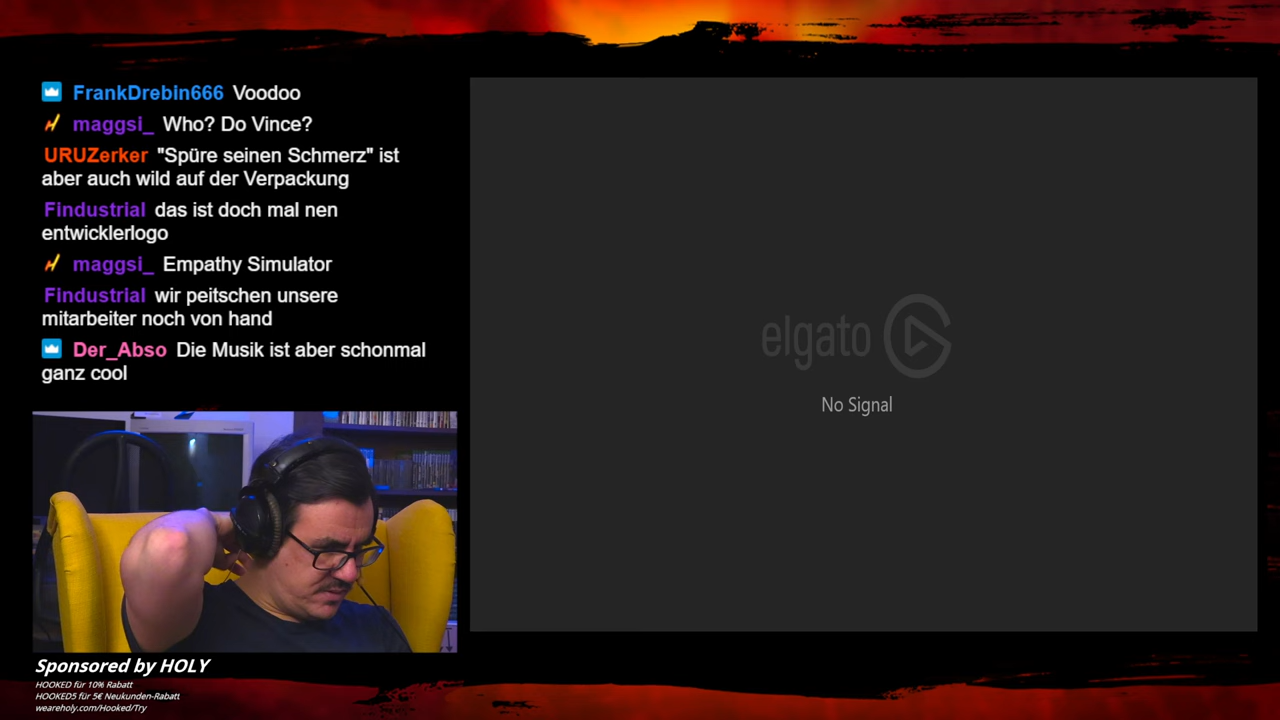 FrankDrebin666 Voodoo
maggsi_ Who? Do Vince?
URUZerker "Spüre seinen Schmerz" ist
aber auch wild auf der Verpackung
Findustrial das ist doch mal nen
entwicklerlogo
maggsi_ Empathy Simulator
Findustrial wir peitschen unsere
mitarbeiter noch von hand
Der_Abso Die Musik ist aber schonmal
ganz cool
elgato
No Signal
Sponsored by HOLY
HOOKED für 10% Rabatt
HOOKED5 für 5€ Neukunden-Rabatt
weareholy.com/Hooked/Try